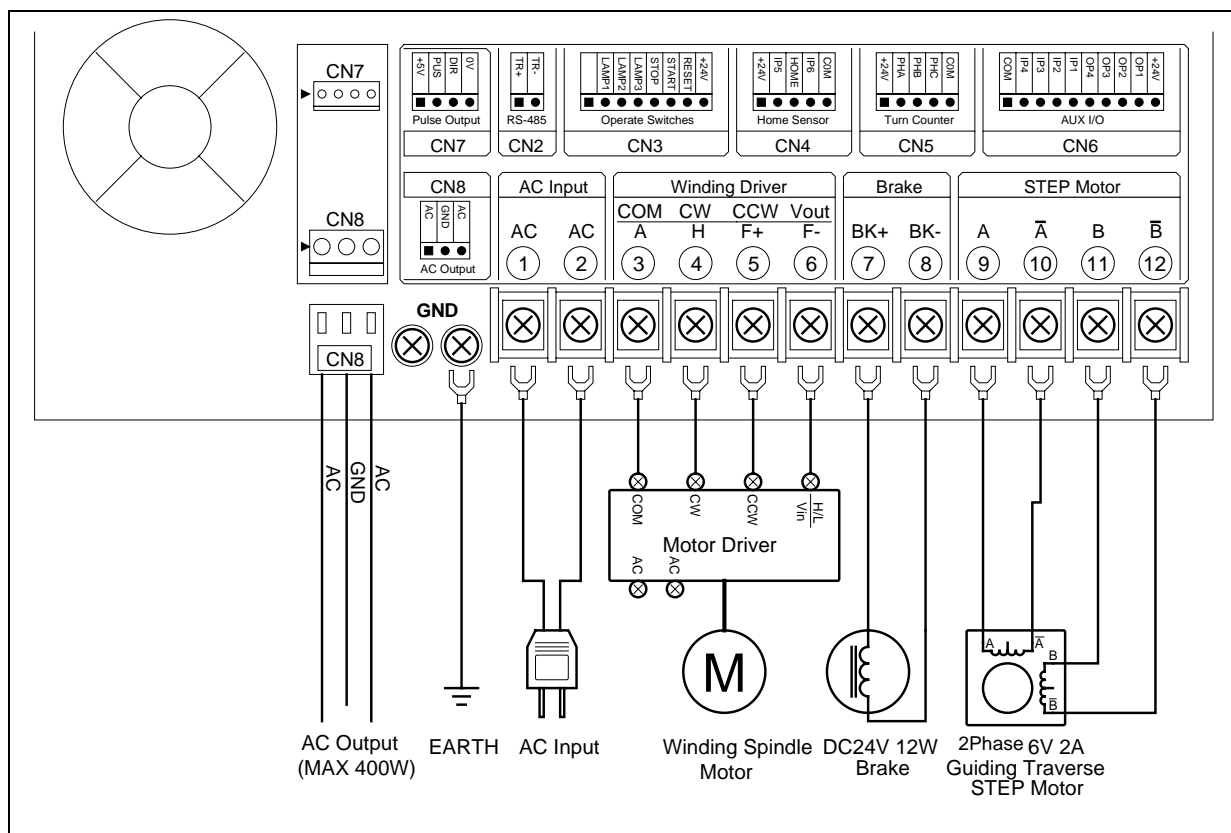 CN7
CN8
+5V
PUS
DIR
0V
Pulse Output
CN7
TR+
TR-
RS-485
CN2
LAMP1
LAMP2
LAMP3
STOP
START
RESET
+24V
Operate Switches
CN3
+24V
IP5
HOME
IP6
COM
Home Sensor
CN4
+24V
PHA
PHB
PHC
COM
Turn Counter
CN5
COM
IP4
IP3
IP2
IP1
OP4
OP3
OP2
OP1
+24V
AUX I/O
CN6
CN8
AC
GND
AC
AC Output
AC Input
AC AC
1 2
Winding Driver
COM CW CCW Vout
A H F+ F-
3 4 5 6
Brake
BK+ BK-
7 8
STEP Motor
A A̅ B B̅
9 10 11 12
CN8
GND
AC
GND
AC
COM
CW
CCW
H/L
Vin
Motor Driver
AC
AC
M
A A̅
B
B̅
AC Output
(MAX 400W)
EARTH
AC Input
Winding Spindle
Motor
DC24V 12W
Brake
2Phase 6V 2A
Guiding Traverse
STEP Motor